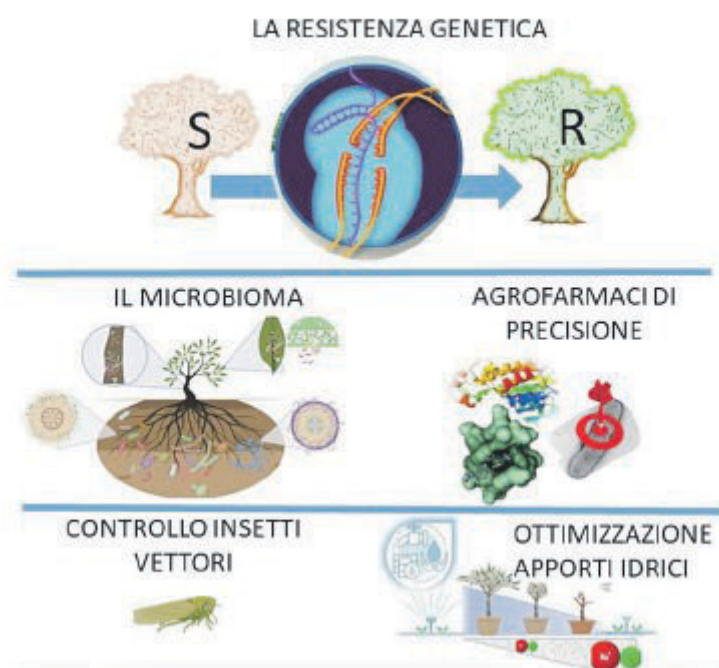 LA RESISTENZA GENETICA
S
R
IL MICROBIOMA
AGROFARMACI DI
PRECISIONE
CONTROLLO INSETTI
VETTORI
OTTIMIZZAZIONE
APPORTI IDRICI